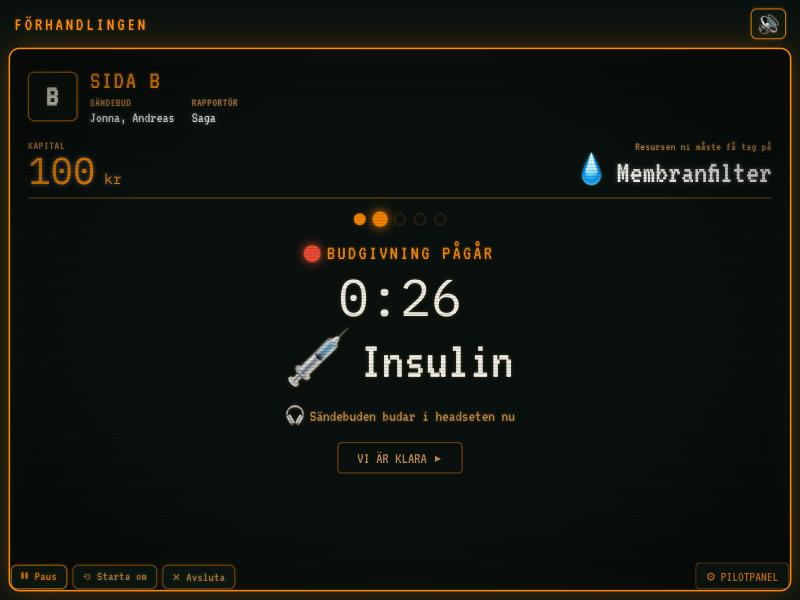 FÖRHANDLINGEN
B
SIDA B
SÄNDEBUD
Jonna, Andreas
RAPPORTÖR
Saga
KAPITAL
100 kr
Resursen ni måste få tag på
Membranfilter
BUDGIVNING PÅGÅR
0:26
Insulin
Sändebuden budar i headseten nu
VI ÄR KLARA ▶
Paus
Starta om
✕ Avsluta
PILOTPANEL